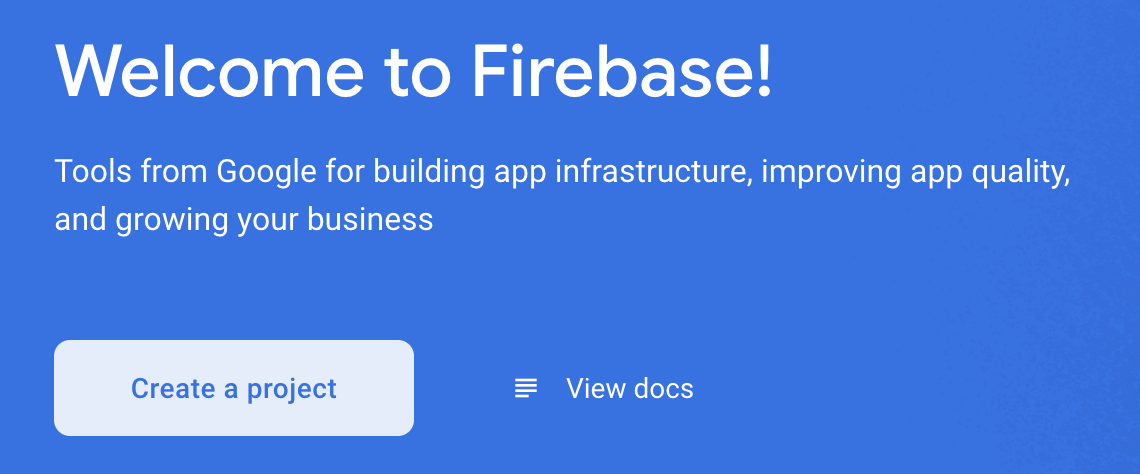 Welcome to Firebase!
Tools from Google for building app infrastructure, improving app quality,
and growing your business
Create a project
View docs